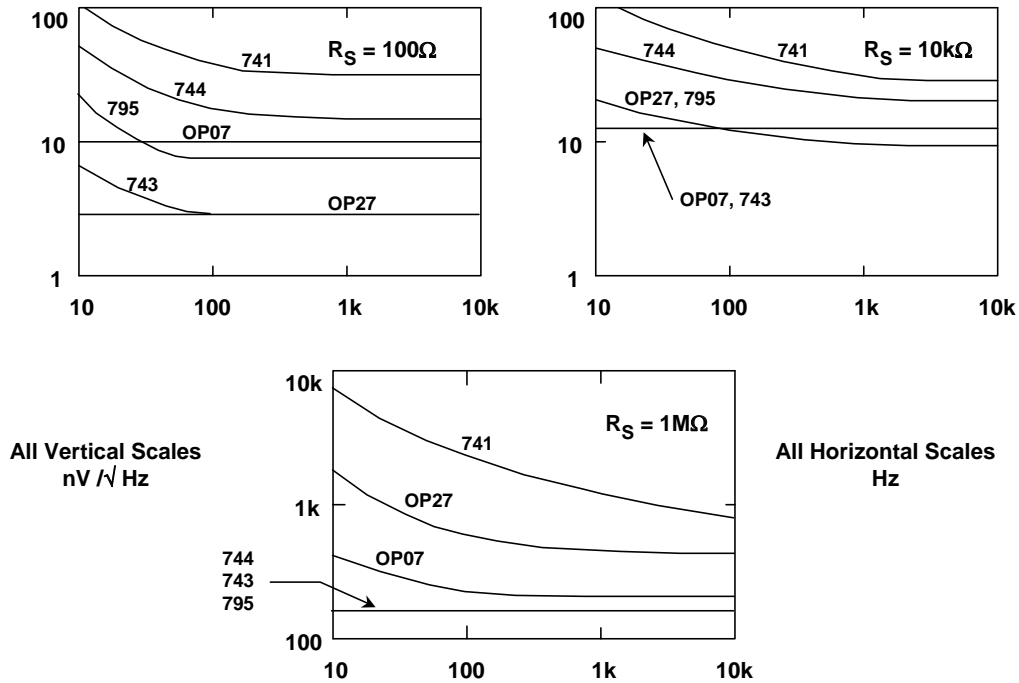 100
R_S = 100Ω
741
744
795
OP07
10
743
OP27
1
10 100 1k 10k
100
R_S = 10kΩ
744
741
OP27, 795
10
OP07, 743
1
10 100 1k 10k
All Vertical Scales
nV /√ Hz
10k
R_S = 1MΩ
741
1k
OP27
OP07
744
743
795
100
10 100 1k 10k
All Horizontal Scales
Hz